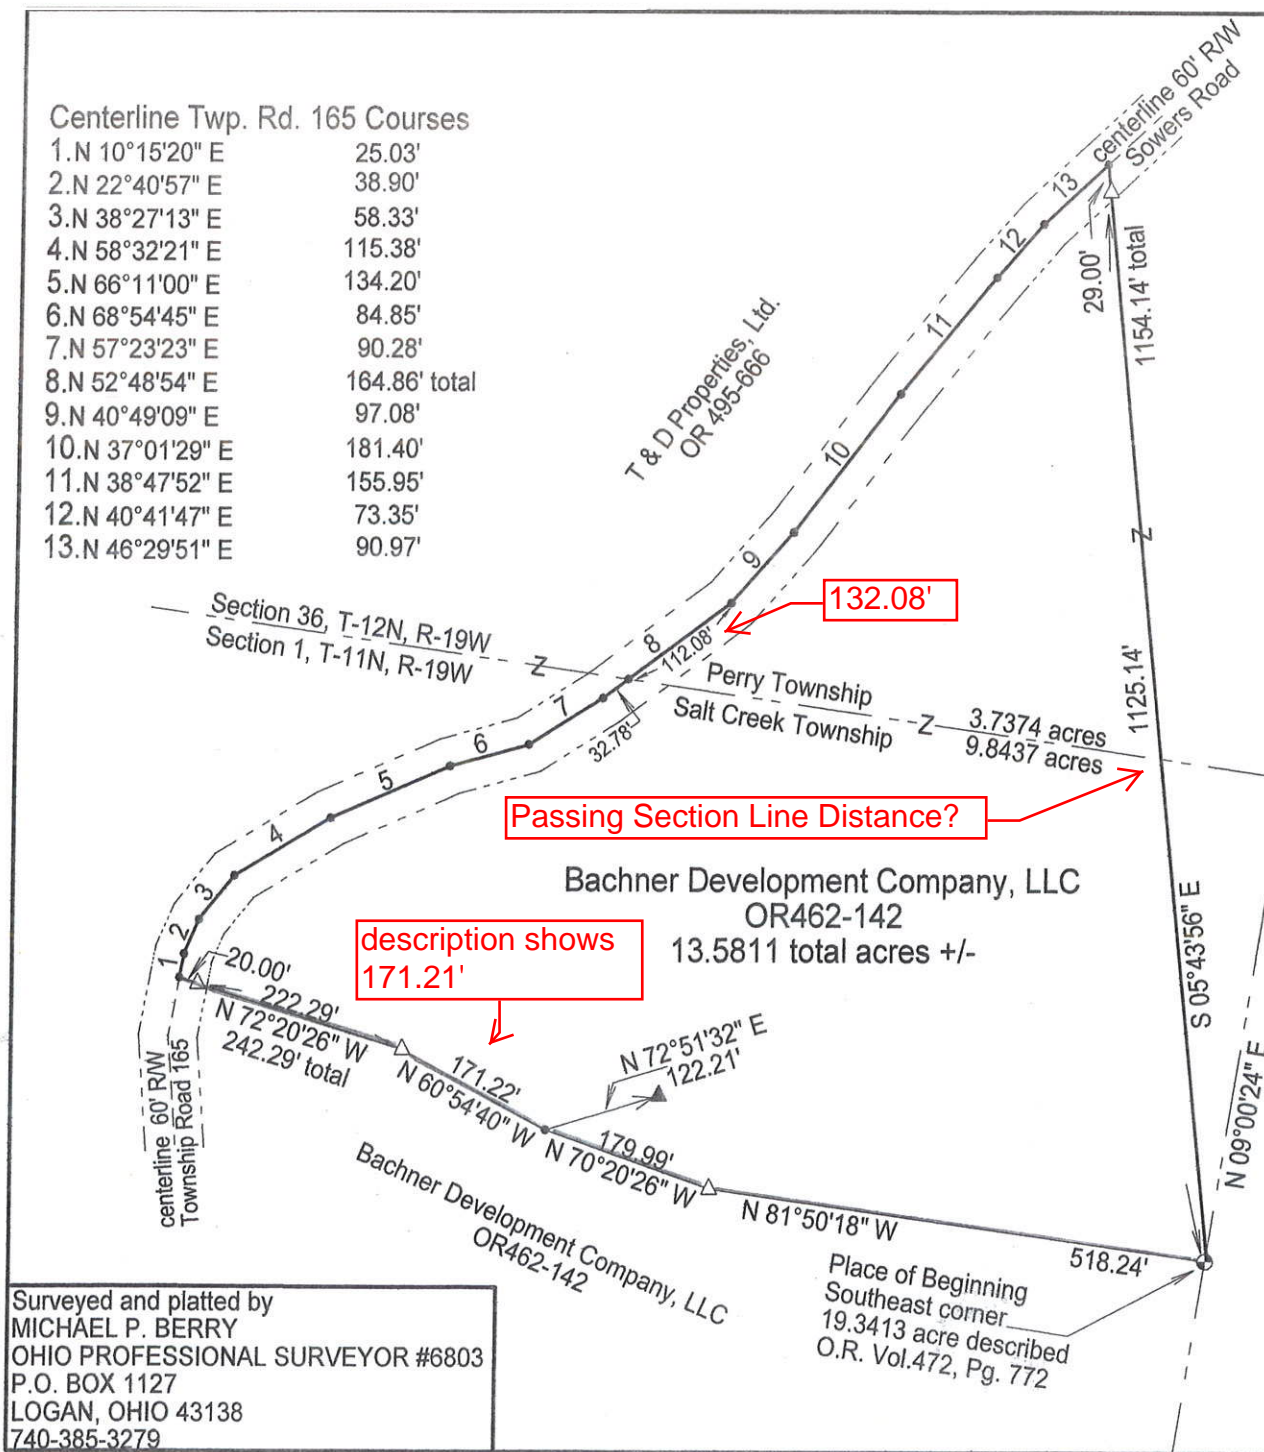 Centerline Twp. Rd. 165 Courses
1.N 10°15'20" E 25.03'
2.N 22°40'57" E 38.90'
3.N 38°27'13" E 58.33'
4.N 58°32'21" E 115.38'
5.N 66°11'00" E 134.20'
6.N 68°54'45" E 84.85'
7.N 57°23'23" E 90.28'
8.N 52°48'54" E 164.86' total
9.N 40°49'09" E 97.08'
10.N 37°01'29" E 181.40'
11.N 38°47'52" E 155.95'
12.N 40°41'47" E 73.35'
13.N 46°29'51" E 90.97'
centerline 60' R/W
Sowers Road
13
12
11
10
9
8
7
6
5
4
3
2
1
29.00'
1154.14' total
T & D Properties, Ltd.
OR 495-666
Z
132.08'
112.08'
Section 36, T-12N, R-19W
Section 1, T-11N, R-19W
Z
Perry Township
Salt Creek Township
Z
3.7374 acres
9.8437 acres
32.78'
1125.14'
Passing Section Line Distance?
Bachner Development Company, LLC
OR462-142
13.5811 total acres +/-
S 05°43'56" E
description shows
171.21'
20.00'
222.29'
N 72°20'26" W
242.29' total
171.22'
N 60°54'40" W
N 72°51'32" E
122.21'
179.99'
N 70°20'26" W
N 81°50'18" W
518.24'
N 09°00'24" E
centerline 60' R/W
Township Road 165
Bachner Development Company, LLC
OR462-142
Place of Beginning
Southeast corner
19.3413 acre described
O.R. Vol.472, Pg. 772
Surveyed and platted by
MICHAEL P. BERRY
OHIO PROFESSIONAL SURVEYOR #6803
P.O. BOX 1127
LOGAN, OHIO 43138
740-385-3279